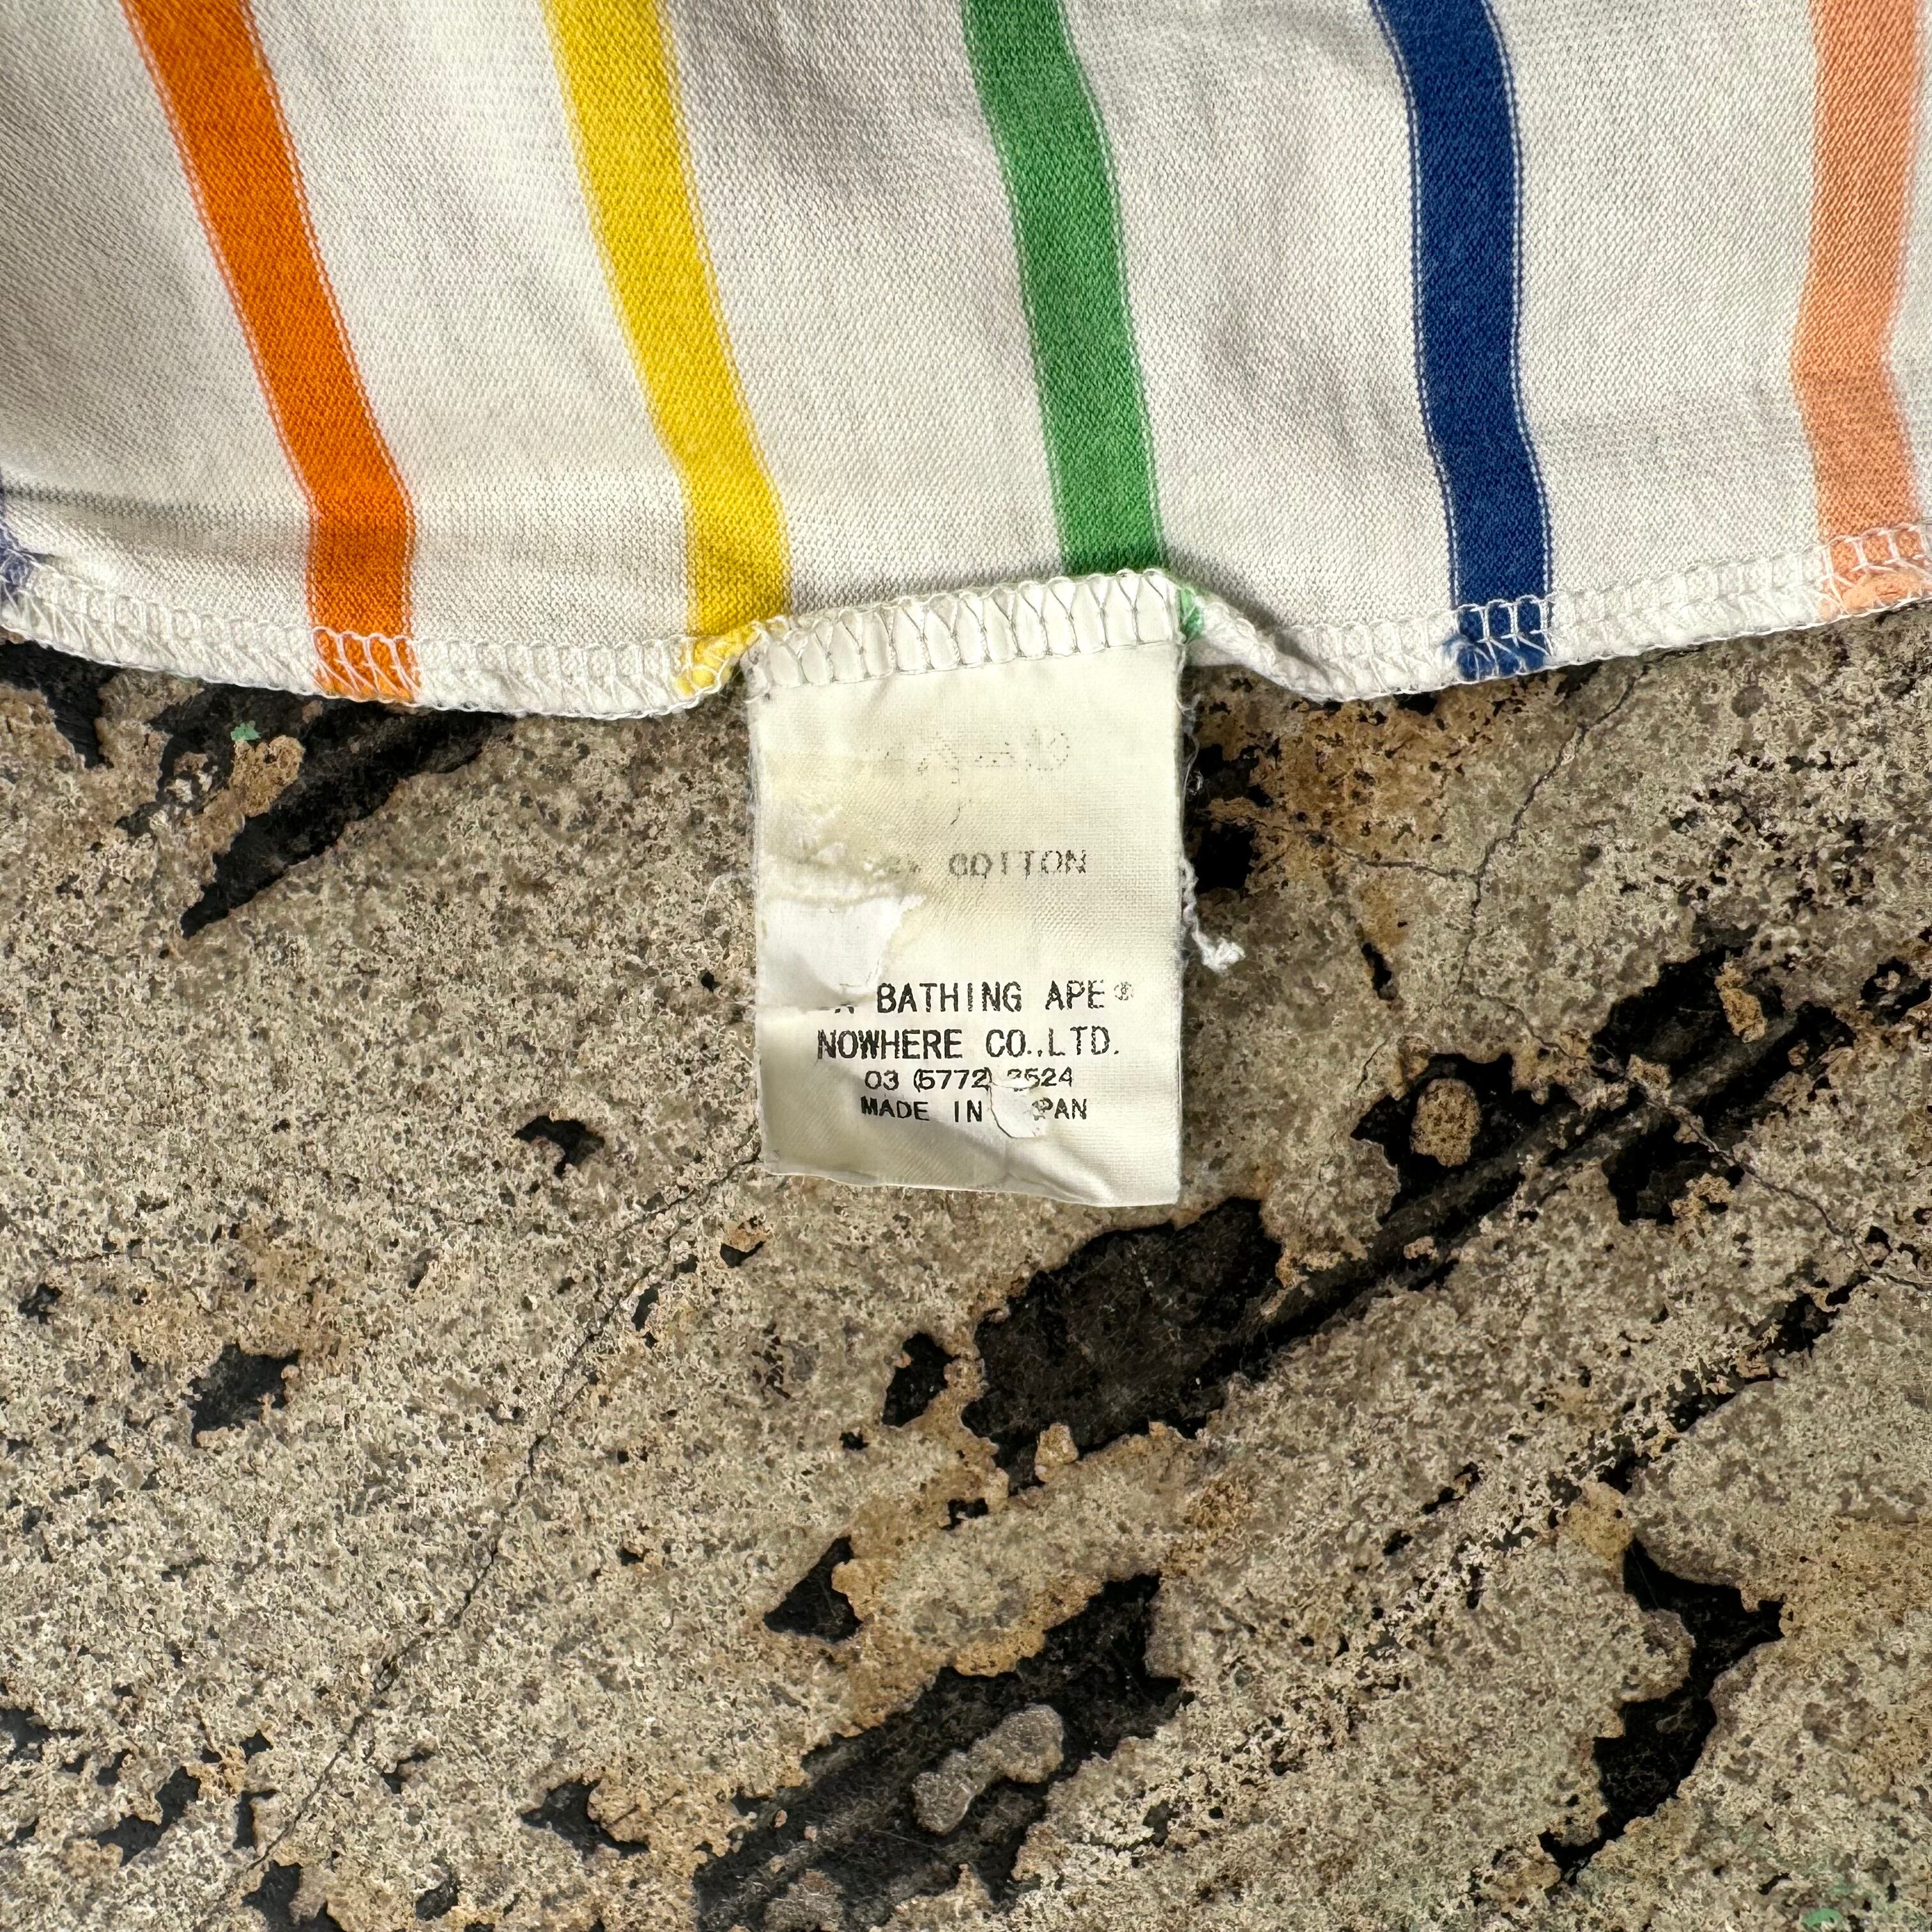 COTTON
A BATHING APE®
NOWHERE CO.,LTD.
03 (5772) 2524
MADE IN